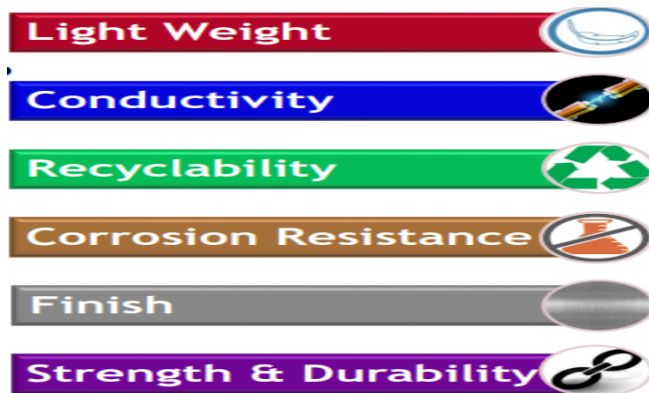 Light Weight
Conductivity
Recyclability
Corrosion Resistance
Finish
Strength & Durability